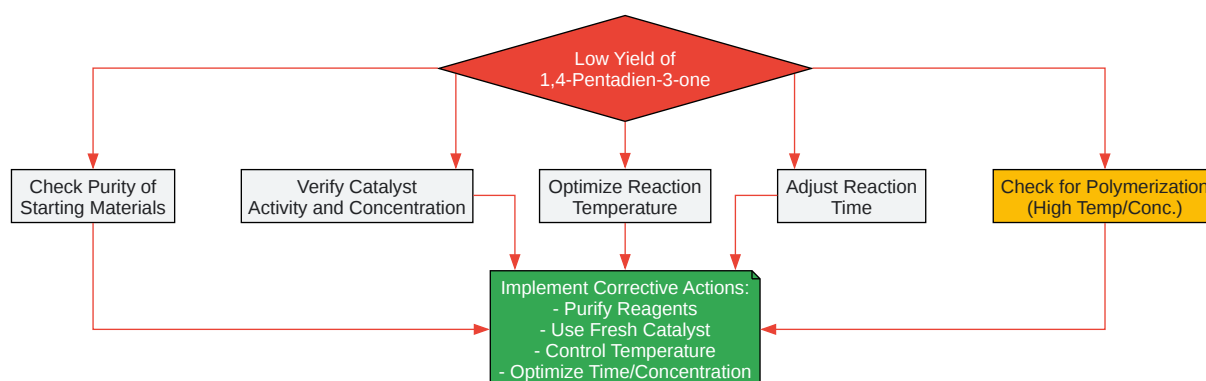 Low Yield of
1,4-Pentadien-3-one
Check Purity of
Starting Materials
Verify Catalyst
Activity and Concentration
Optimize Reaction
Temperature
Adjust Reaction
Time
Check for Polymerization
(High Temp/Conc.)
Implement Corrective Actions:
- Purify Reagents
- Use Fresh Catalyst
- Control Temperature
- Optimize Time/Concentration